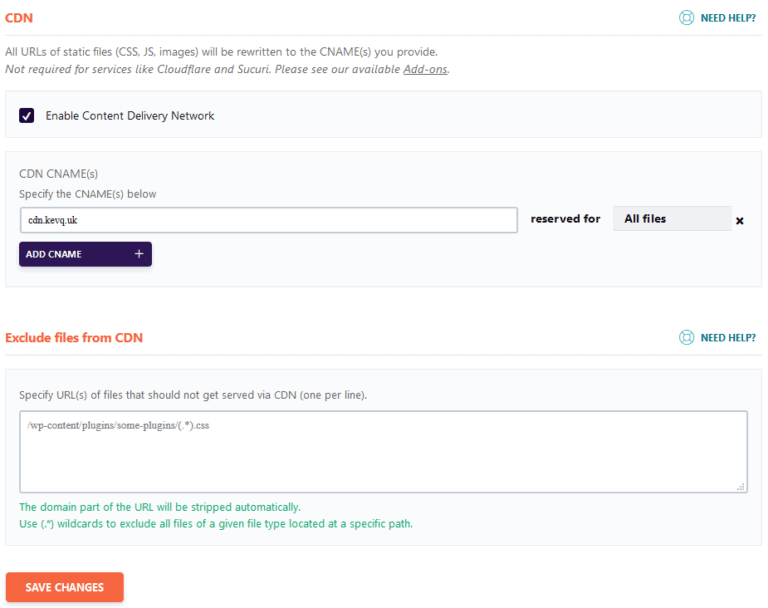 CDN
NEED HELP?
All URLs of static files (CSS, JS, images) will be rewritten to the CNAME(s) you provide.
Not required for services like Cloudflare and Sucuri. Please see our available Add-ons.
Enable Content Delivery Network
CDN CNAME(s)
Specify the CNAME(s) below
cdn.kevq.uk reserved for All files ×
ADD CNAME +
Exclude files from CDN
NEED HELP?
Specify URL(s) of files that should not get served via CDN (one per line).
/wp-content/plugins/some-plugins/(.*).css
The domain part of the URL will be stripped automatically.
Use (.*) wildcards to exclude all files of a given file type located at a specific path.
SAVE CHANGES